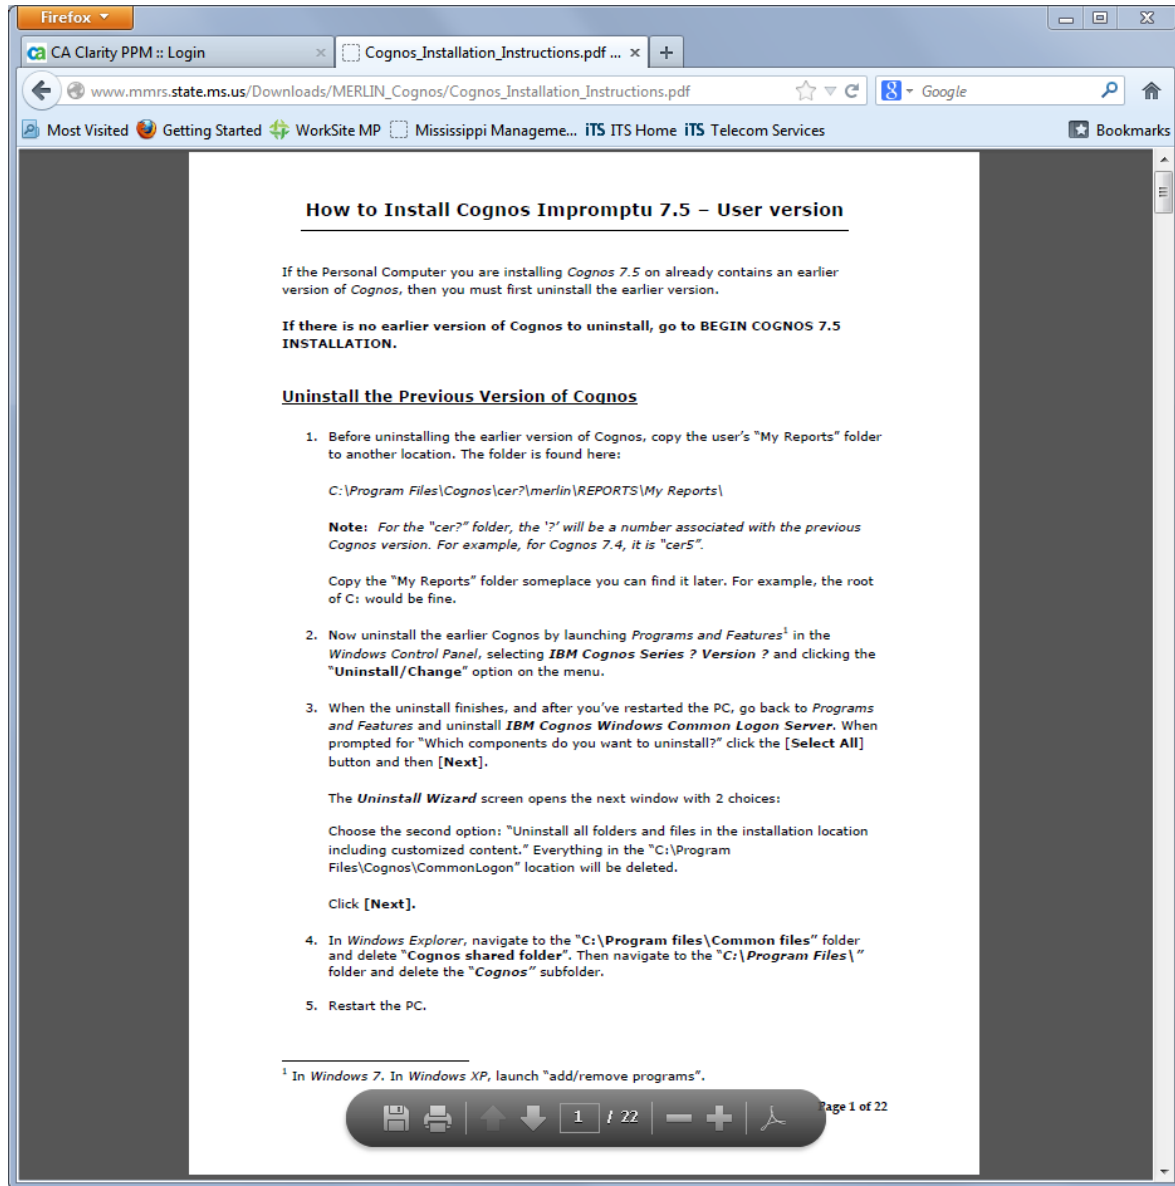 Firefox
CA Clarity PPM :: Login
Cognos_Installation_Instructions.pdf ...
www.mmrs.state.ms.us/Downloads/MERLIN_Cognos/Cognos_Installation_Instructions.pdf
Google
Most Visited Getting Started WorkSite MP Mississippi Manageme... iTS ITS Home iTS Telecom Services Bookmarks
How to Install Cognos Impromptu 7.5 – User version
If the Personal Computer you are installing Cognos 7.5 on already contains an earlier
version of Cognos, then you must first uninstall the earlier version.
If there is no earlier version of Cognos to uninstall, go to BEGIN COGNOS 7.5
INSTALLATION.
Uninstall the Previous Version of Cognos
1. Before uninstalling the earlier version of Cognos, copy the user's "My Reports" folder
to another location. The folder is found here:
C:\Program Files\Cognos\cer?\merlin\REPORTS\My Reports\
Note: For the "cer?" folder, the '?' will be a number associated with the previous
Cognos version. For example, for Cognos 7.4, it is "cer5".
Copy the "My Reports" folder someplace you can find it later. For example, the root
of C: would be fine.
2. Now uninstall the earlier Cognos by launching Programs and Features1 in the
Windows Control Panel, selecting IBM Cognos Series ? Version ? and clicking the
"Uninstall/Change" option on the menu.
3. When the uninstall finishes, and after you've restarted the PC, go back to Programs
and Features and uninstall IBM Cognos Windows Common Logon Server. When
prompted for "Which components do you want to uninstall?" click the [Select All]
button and then [Next].
The Uninstall Wizard screen opens the next window with 2 choices:
Choose the second option: "Uninstall all folders and files in the installation location
including customized content." Everything in the "C:\Program
Files\Cognos\CommonLogon" location will be deleted.
Click [Next].
4. In Windows Explorer, navigate to the "C:\Program files\Common files" folder
and delete "Cognos shared folder". Then navigate to the "C:\Program Files\"
folder and delete the "Cognos" subfolder.
5. Restart the PC.
1 In Windows 7. In Windows XP, launch "add/remove programs".
Page 1 of 22
1 / 22